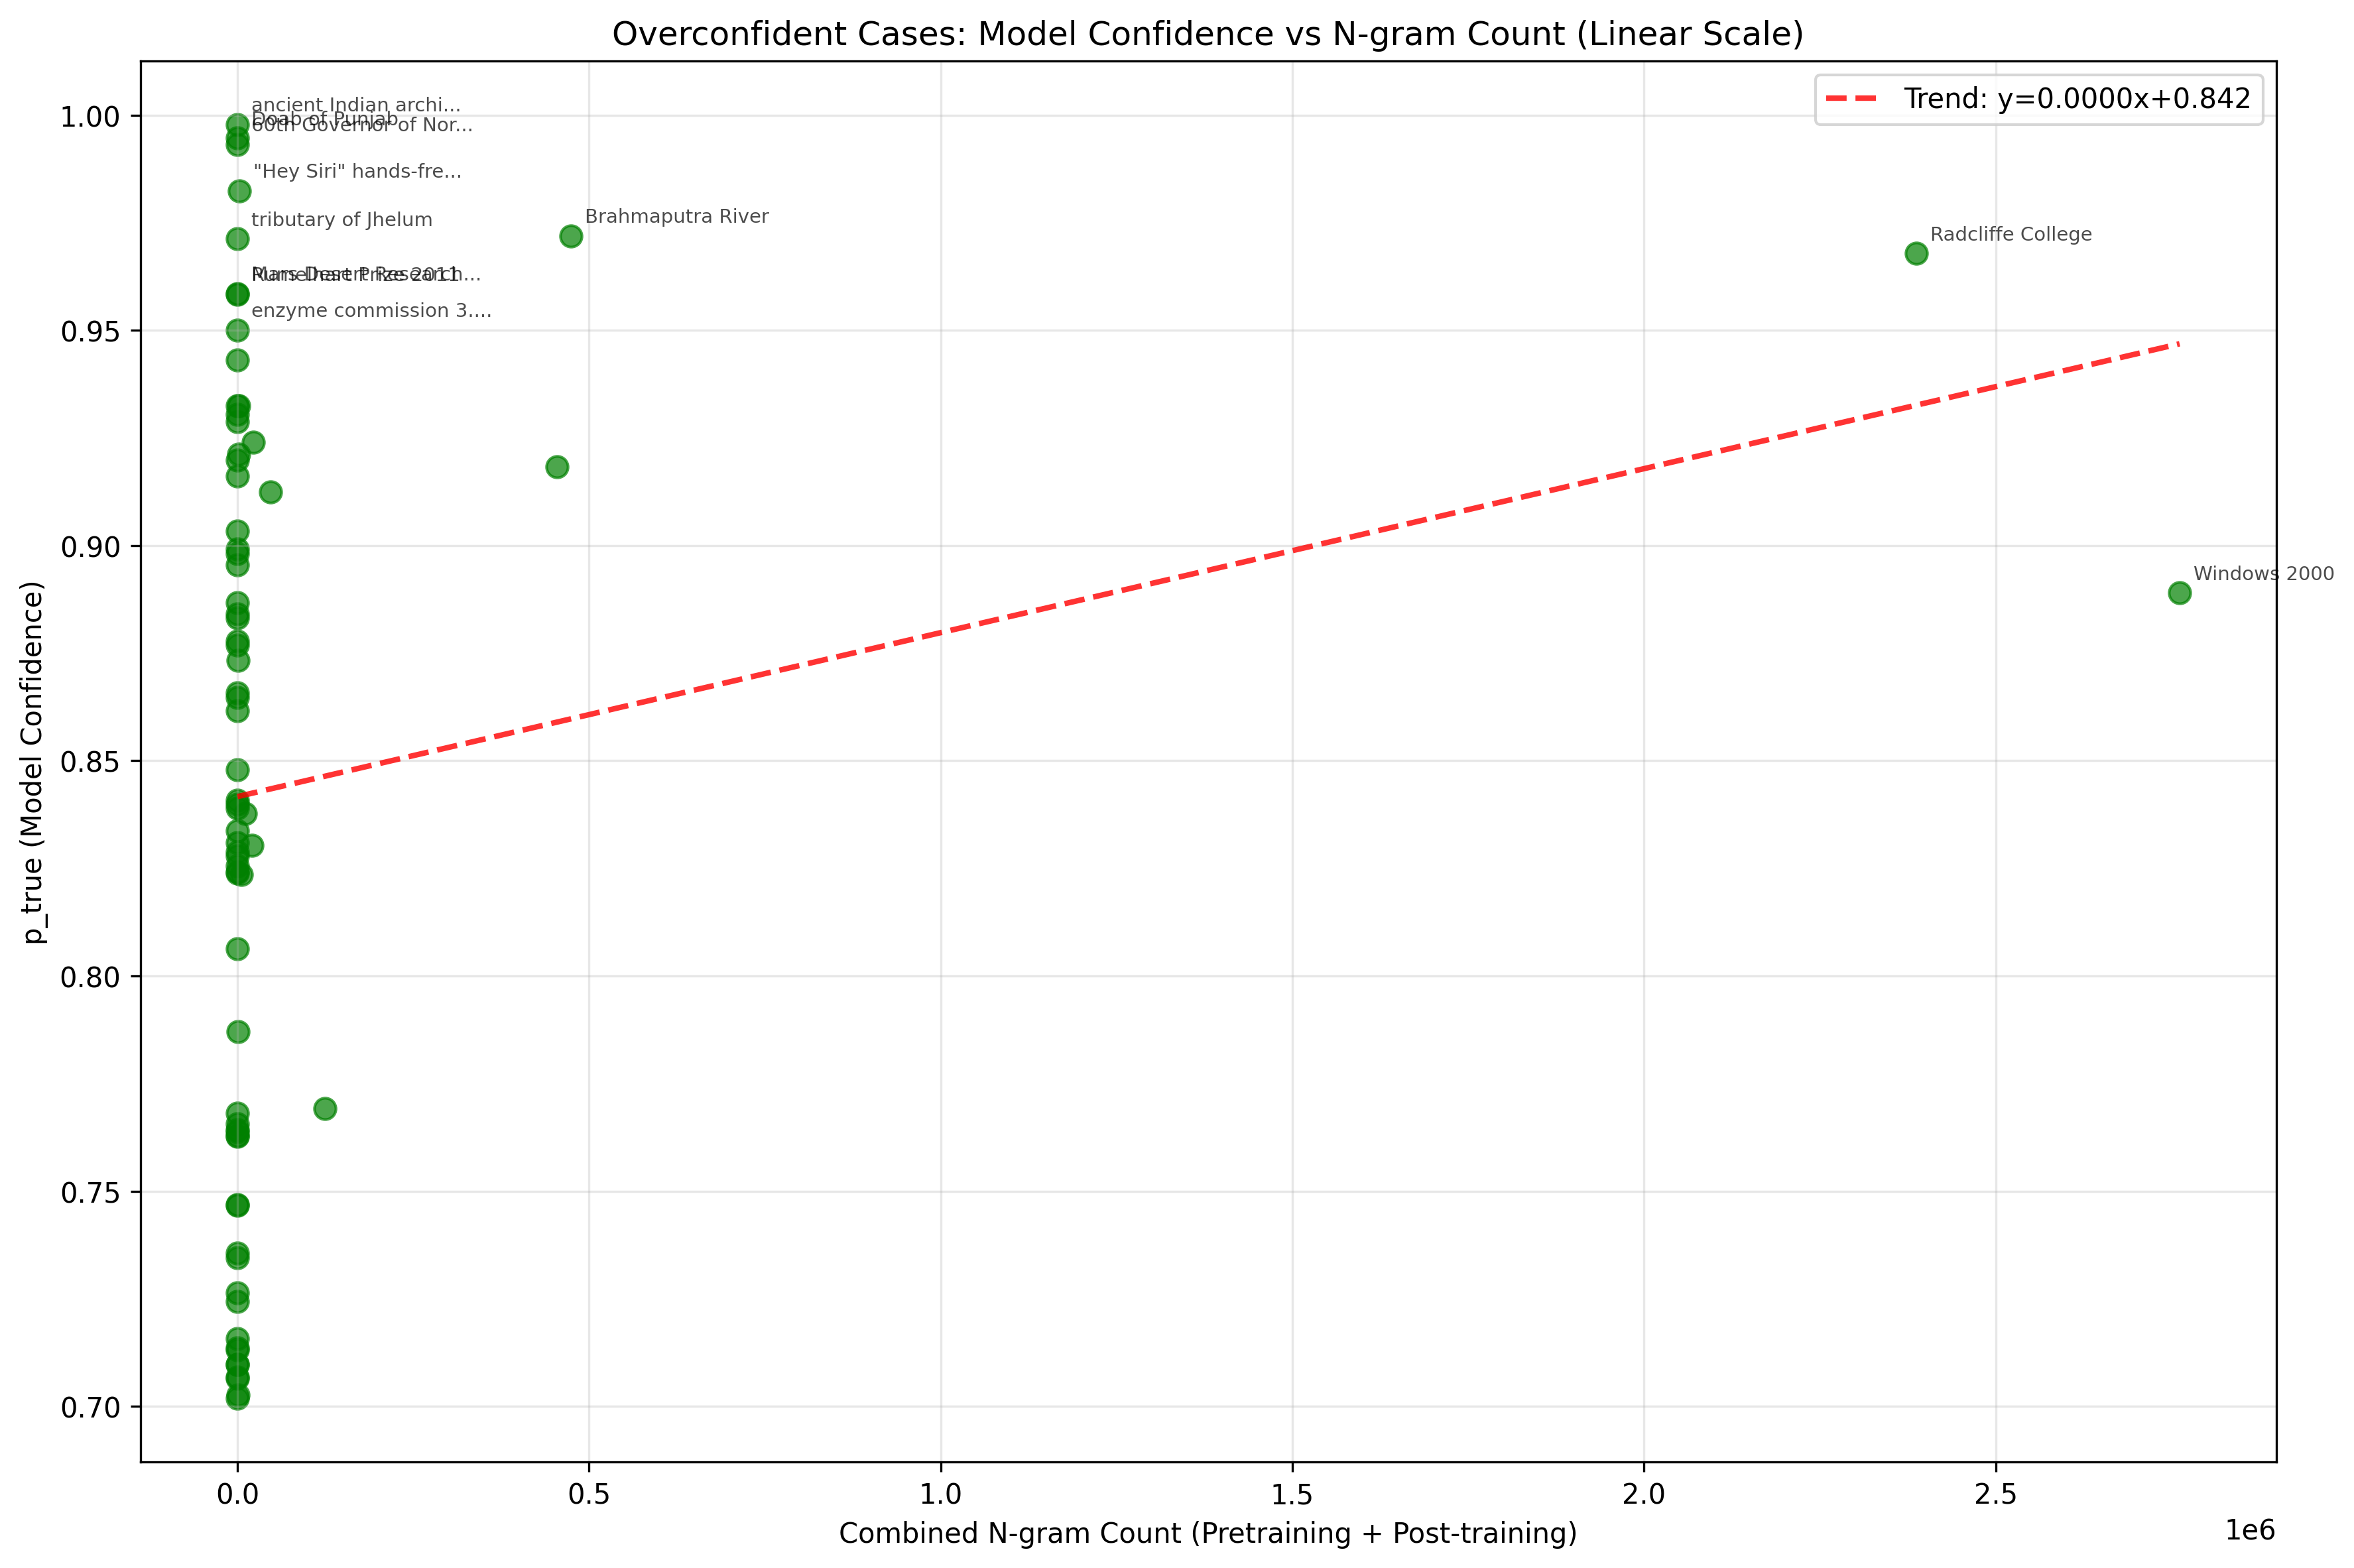 Overconfident Cases: Model Confidence vs N-gram Count (Linear Scale)
Trend: y=0.0000x+0.842
ancient Indian archi...
Doab of Punjab
60th Governor of Nor...
"Hey Siri" hands-fre...
tributary of Jhelum
Brahmaputra River
Radcliffe College
Mars Desert Research...
Rumelhart Prize 2011
enzyme commission 3....
Windows 2000
1.00
0.95
0.90
0.85
0.80
0.75
0.70
p_true (Model Confidence)
0.0
0.5
1.0
1.5
2.0
2.5
1e6
Combined N-gram Count (Pretraining + Post-training)